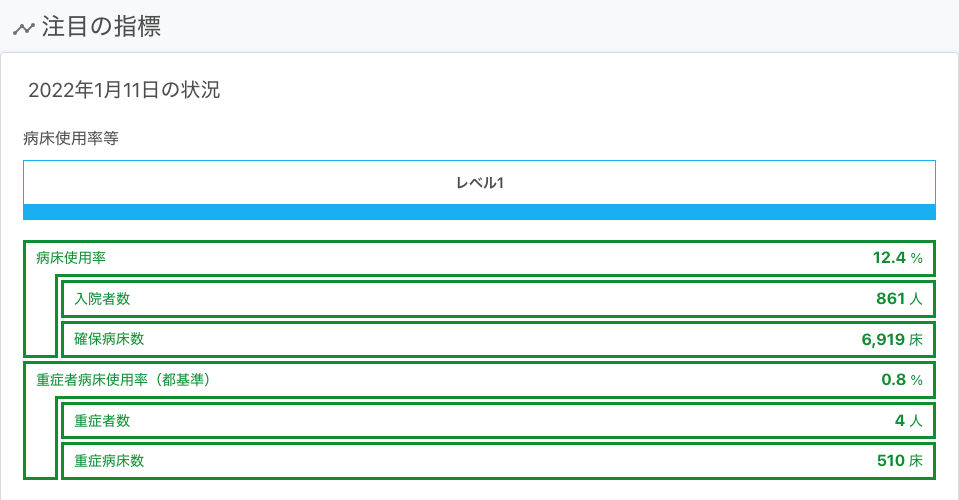 注目の指標
2022年1月11日の状況
病床使用率等
レベル1
病床使用率 12.4 %
入院者数 861 人
確保病床数 6,919 床
重症者病床使用率（都基準） 0.8 %
重症者数 4 人
重症病床数 510 床